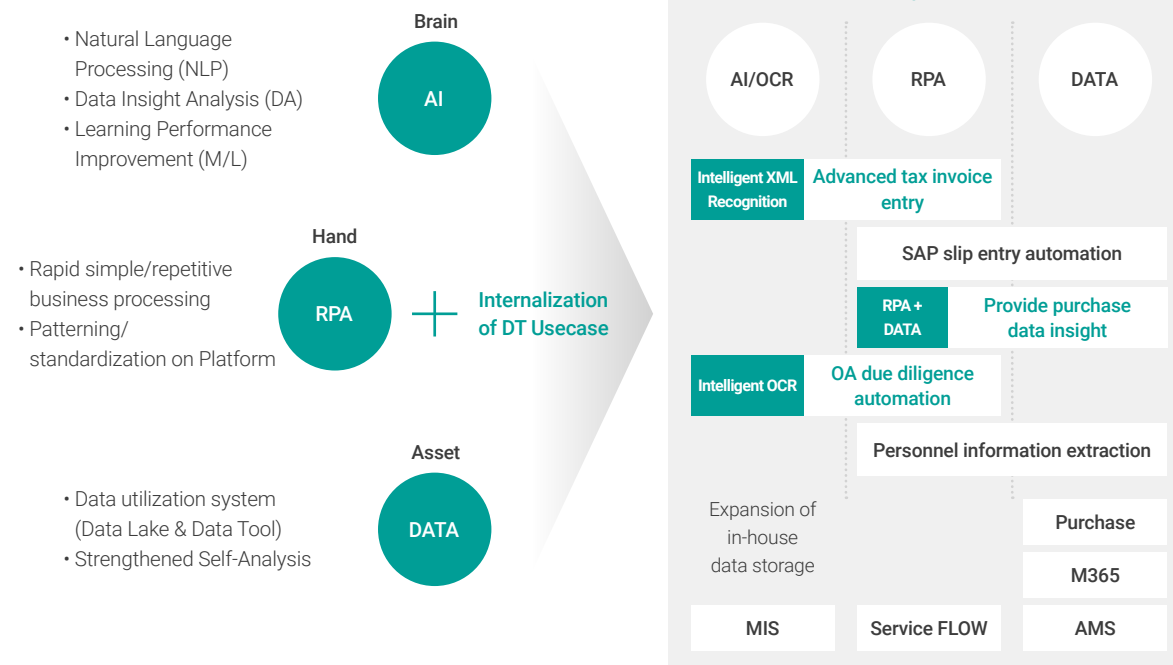 Brain
• Natural Language
Processing (NLP)
• Data Insight Analysis (DA)
• Learning Performance
Improvement (M/L)
AI
Hand
• Rapid simple/repetitive
business processing
• Patterning/
standardization on Platform
RPA
Internalization
of DT Usecase
Asset
• Data utilization system
(Data Lake & Data Tool)
• Strengthened Self-Analysis
DATA
AI/OCR
RPA
DATA
Intelligent XML
Recognition
Advanced tax invoice
entry
SAP slip entry automation
RPA +
DATA
Provide purchase
data insight
Intelligent OCR
OA due diligence
automation
Personnel information extraction
Expansion of
in-house
data storage
Purchase
M365
MIS
Service FLOW
AMS